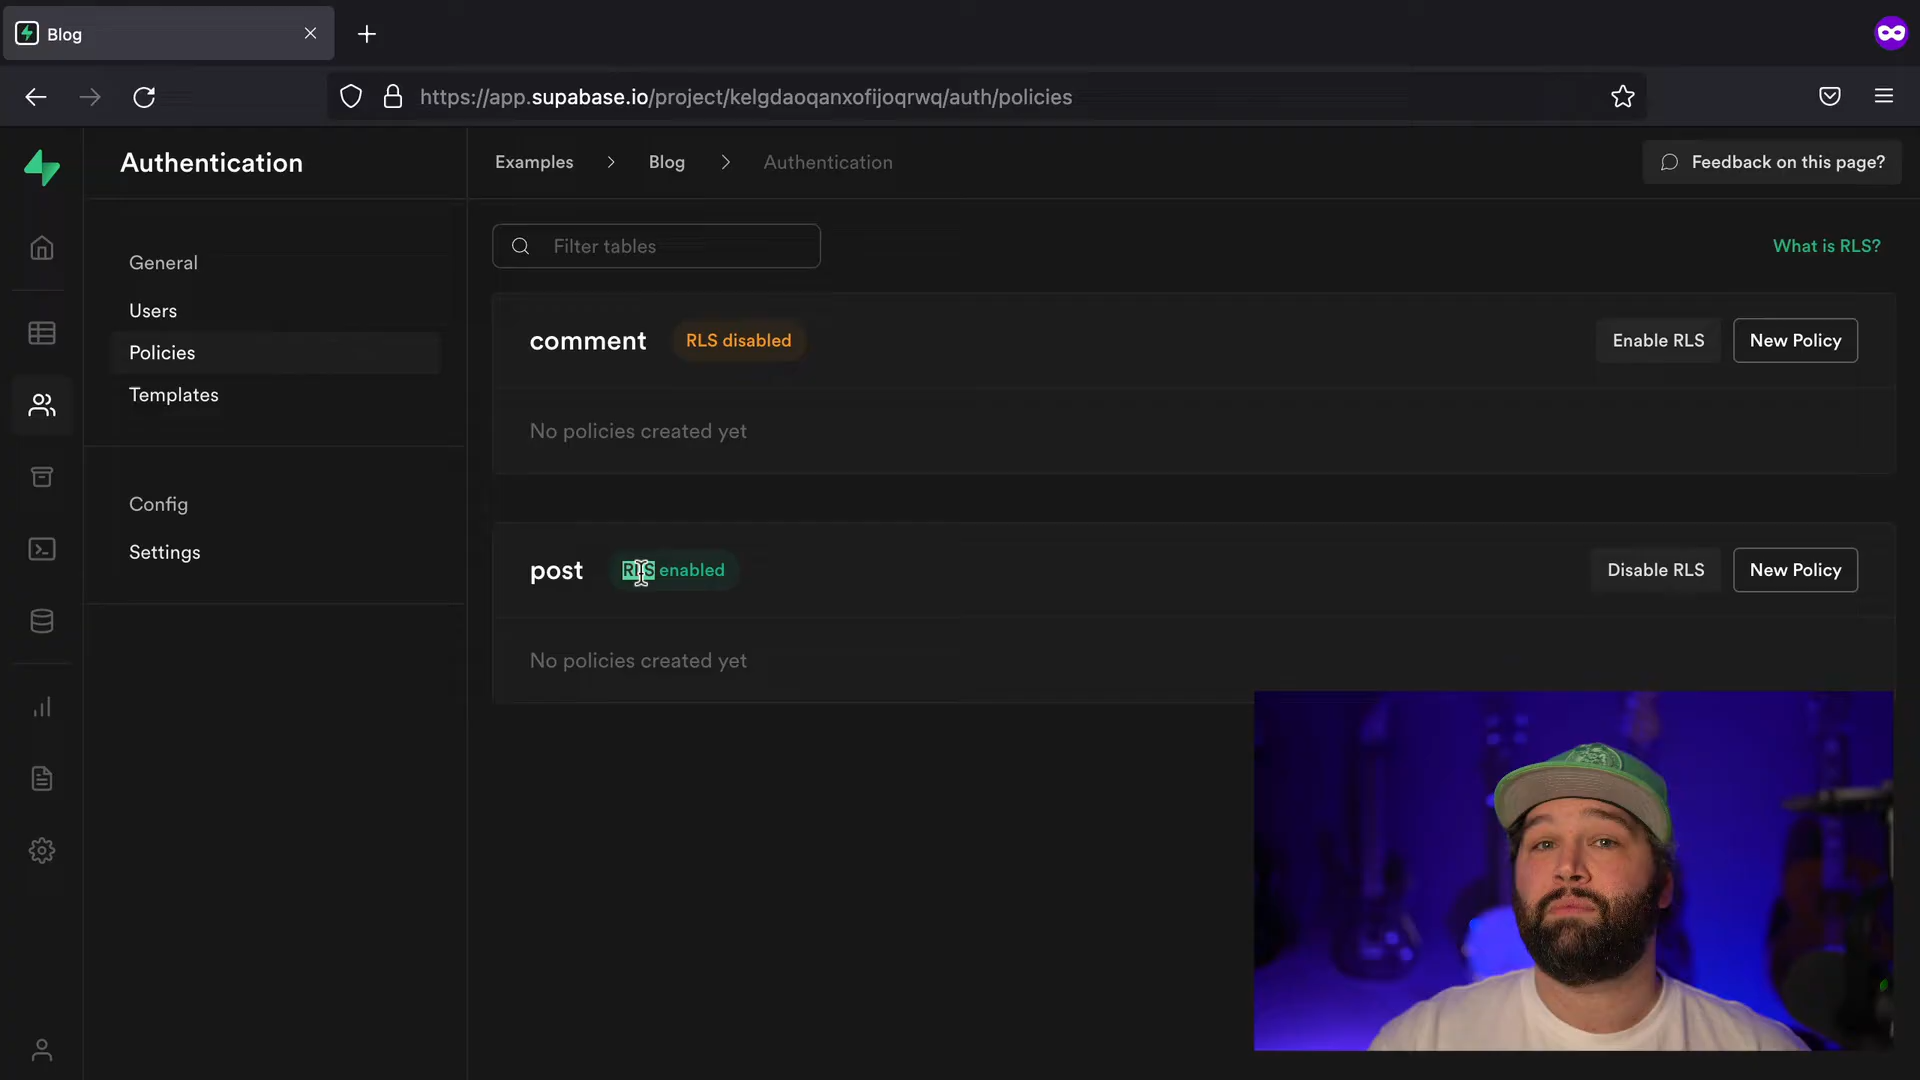 Blog
https://app.supabase.io/project/kelgdaoqanxofijoqrwq/auth/policies
Authentication
Examples > Blog > Authentication
Feedback on this page?
General
Users
Policies
Templates
Config
Settings
Filter tables
What is RLS?
comment RLS disabled Enable RLS New Policy
No policies created yet
post RLS enabled Disable RLS New Policy
No policies created yet